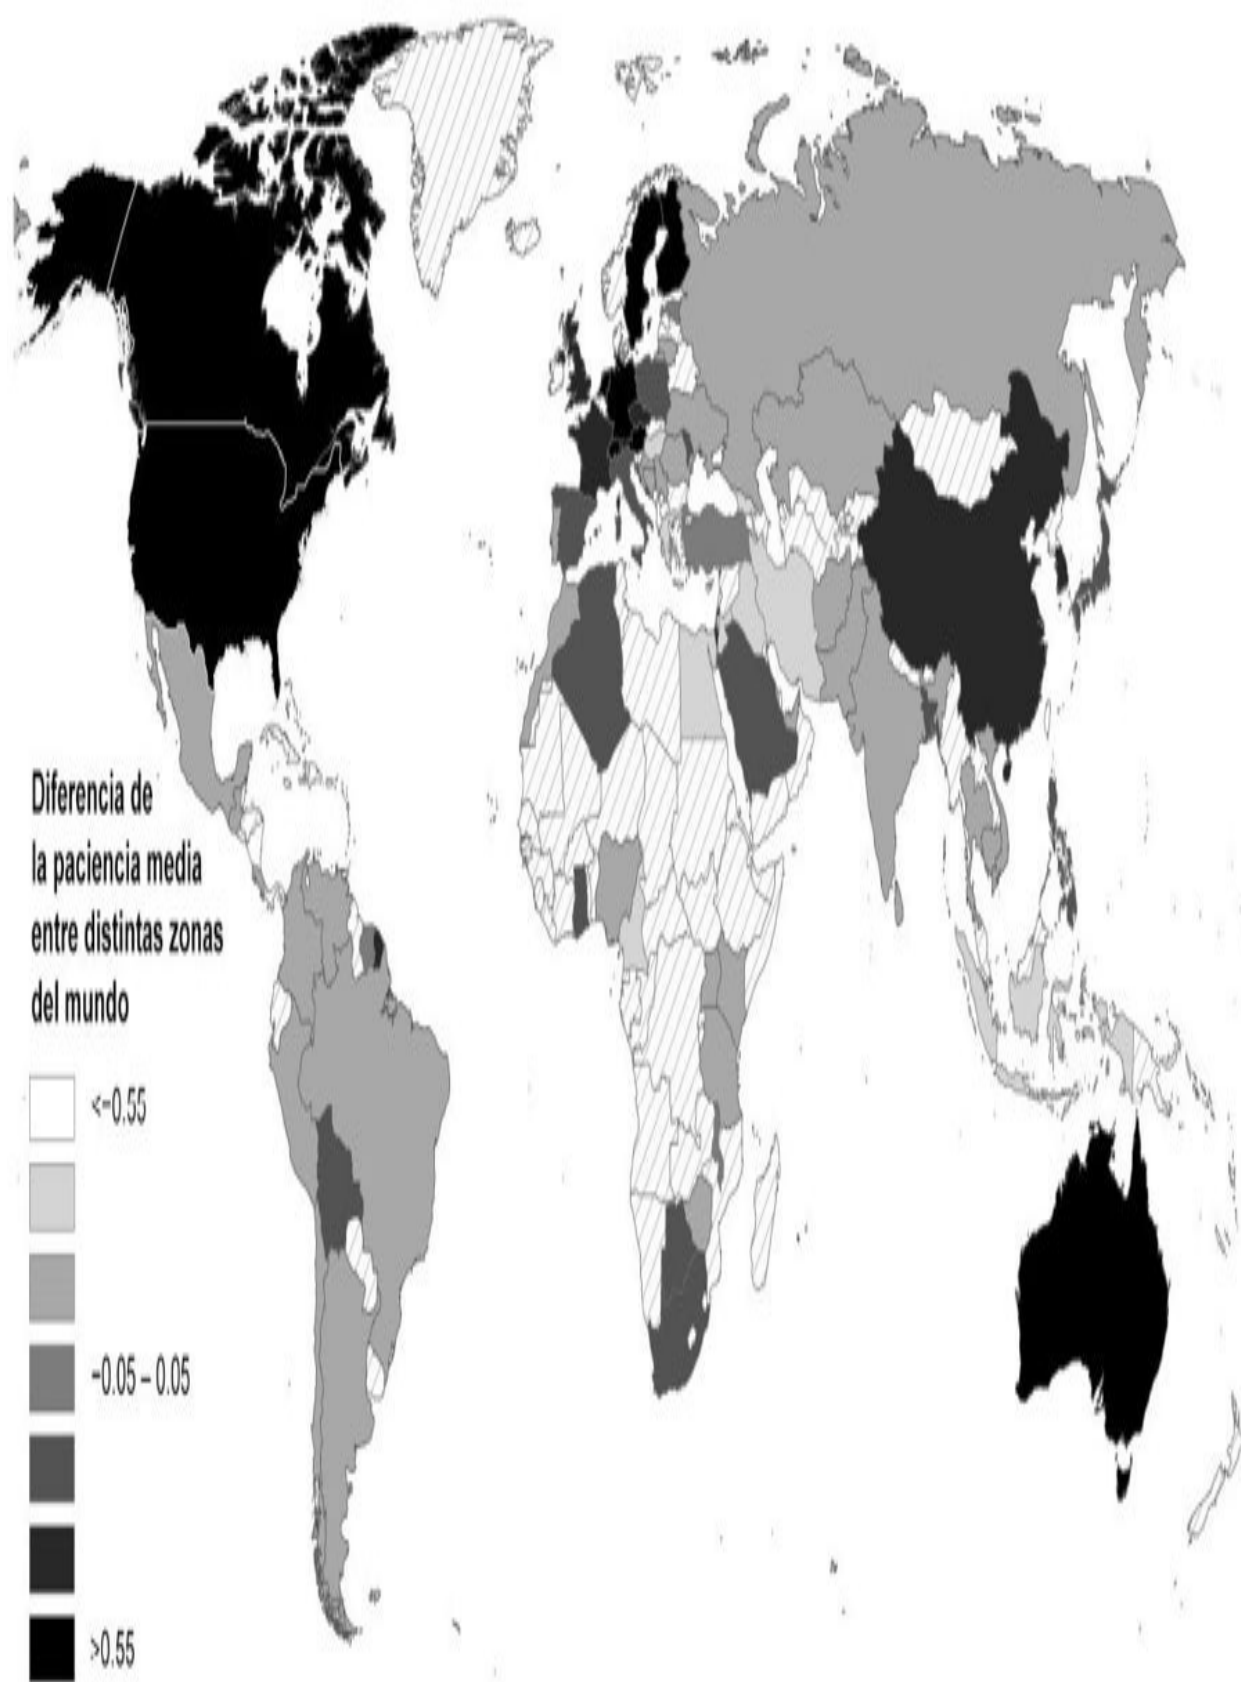 Diferencia de
la paciencia media
entre distintas zonas
del mundo
<-0.55
-0.05 – 0.05
>0.55